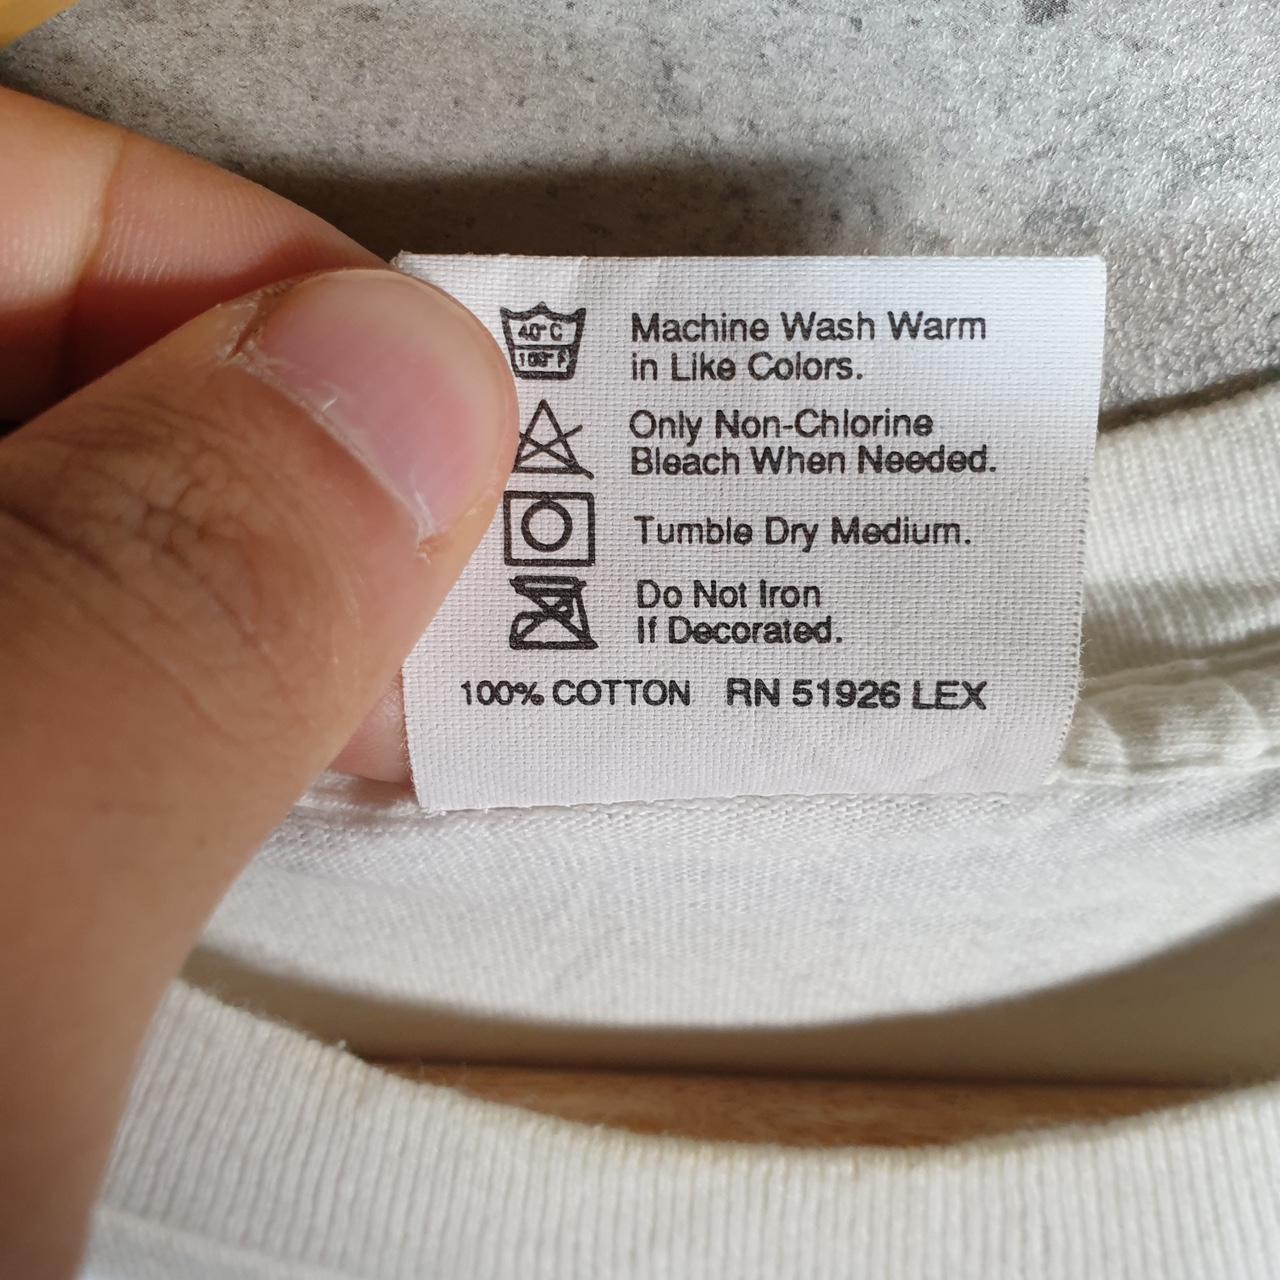 40°C
Machine Wash Warm
in Like Colors.
Only Non-Chlorine
Bleach When Needed.
Tumble Dry Medium.
Do Not Iron
If Decorated.
100% COTTON RN 51926 LEX